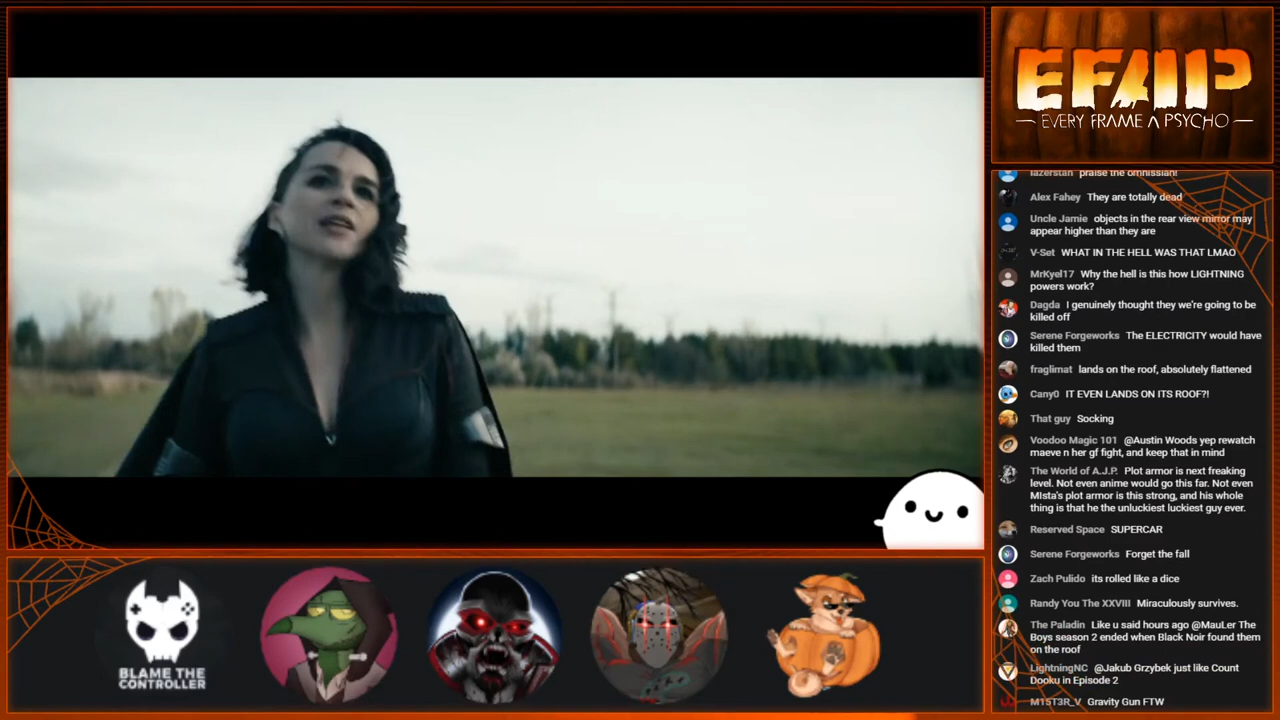 EFAP
— EVERY FRAME A PSYCHO —
lazerstan praise the omnissian!
Alex Fahey They are totally dead
Uncle Jamie objects in the rear view mirror may
appear higher than they are
V-Set WHAT IN THE HELL WAS THAT LMAO
MrKyel17 Why the hell is this how LIGHTNING
powers work?
Dagda I genuinely thought they we're going to be
killed off
Serene Forgeworks The ELECTRICITY would have
killed them
fraglimat lands on the roof, absolutely flattened
Cany0 IT EVEN LANDS ON ITS ROOF?!
That guy Socking
Voodoo Magic 101 @Austin Woods yep rewatch
maeve n her gf fight, and keep that in mind
The World of A.J.P. Plot armor is next freaking
level. Not even anime would go this far. Not even
MIsta's plot armor is this strong, and his whole
thing is that he the unluckiest luckiest guy ever.
Reserved Space SUPERCAR
Serene Forgeworks Forget the fall
Zach Pulido its rolled like a dice
Randy You The XXVIII Miraculously survives.
The Paladin Like u said hours ago @MauLer The
Boys season 2 ended when Black Noir found them
on the roof
LightningNC @Jakub Grzybek just like Count
Dooku in Episode 2
M15T3R_V Gravity Gun FTW
BLAME THE
CONTROLLER